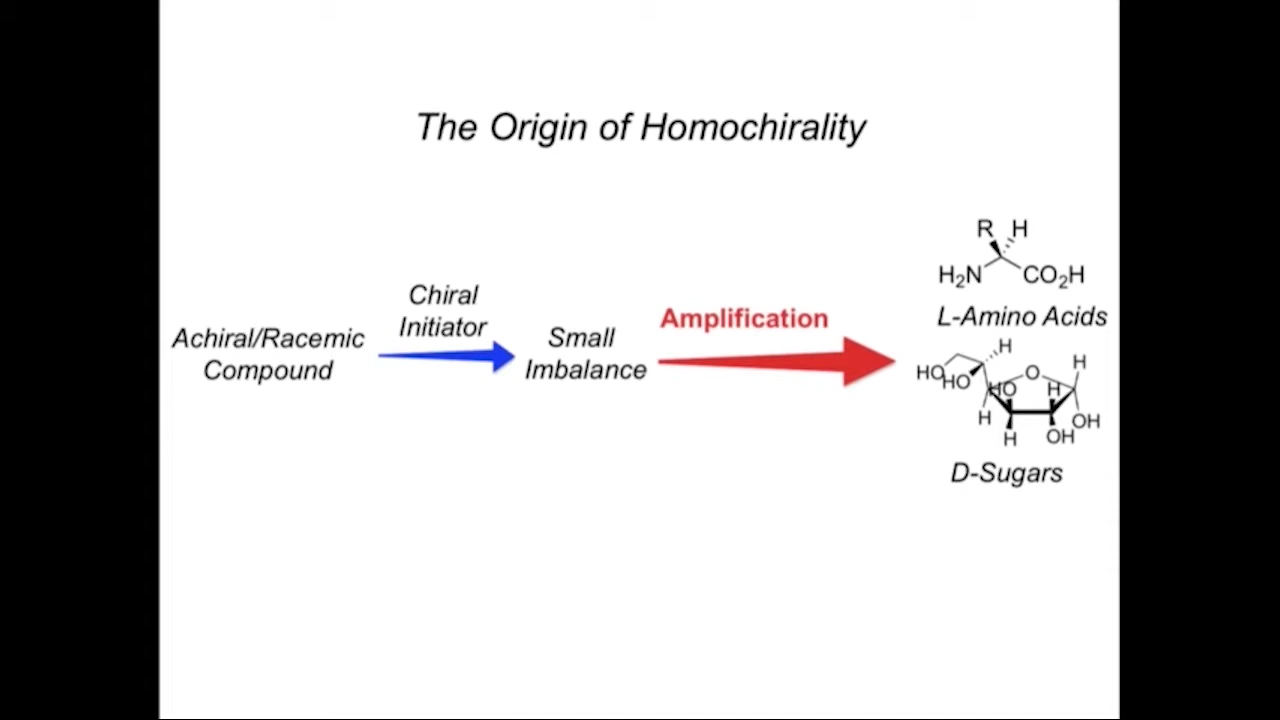 The Origin of Homochirality
Achiral/Racemic
Compound
Chiral
Initiator
Small
Imbalance
Amplification
R H
H₂N CO₂H
L-Amino Acids
H
HO
HO
HO
O
H
H
H
H
OH
OH
D-Sugars